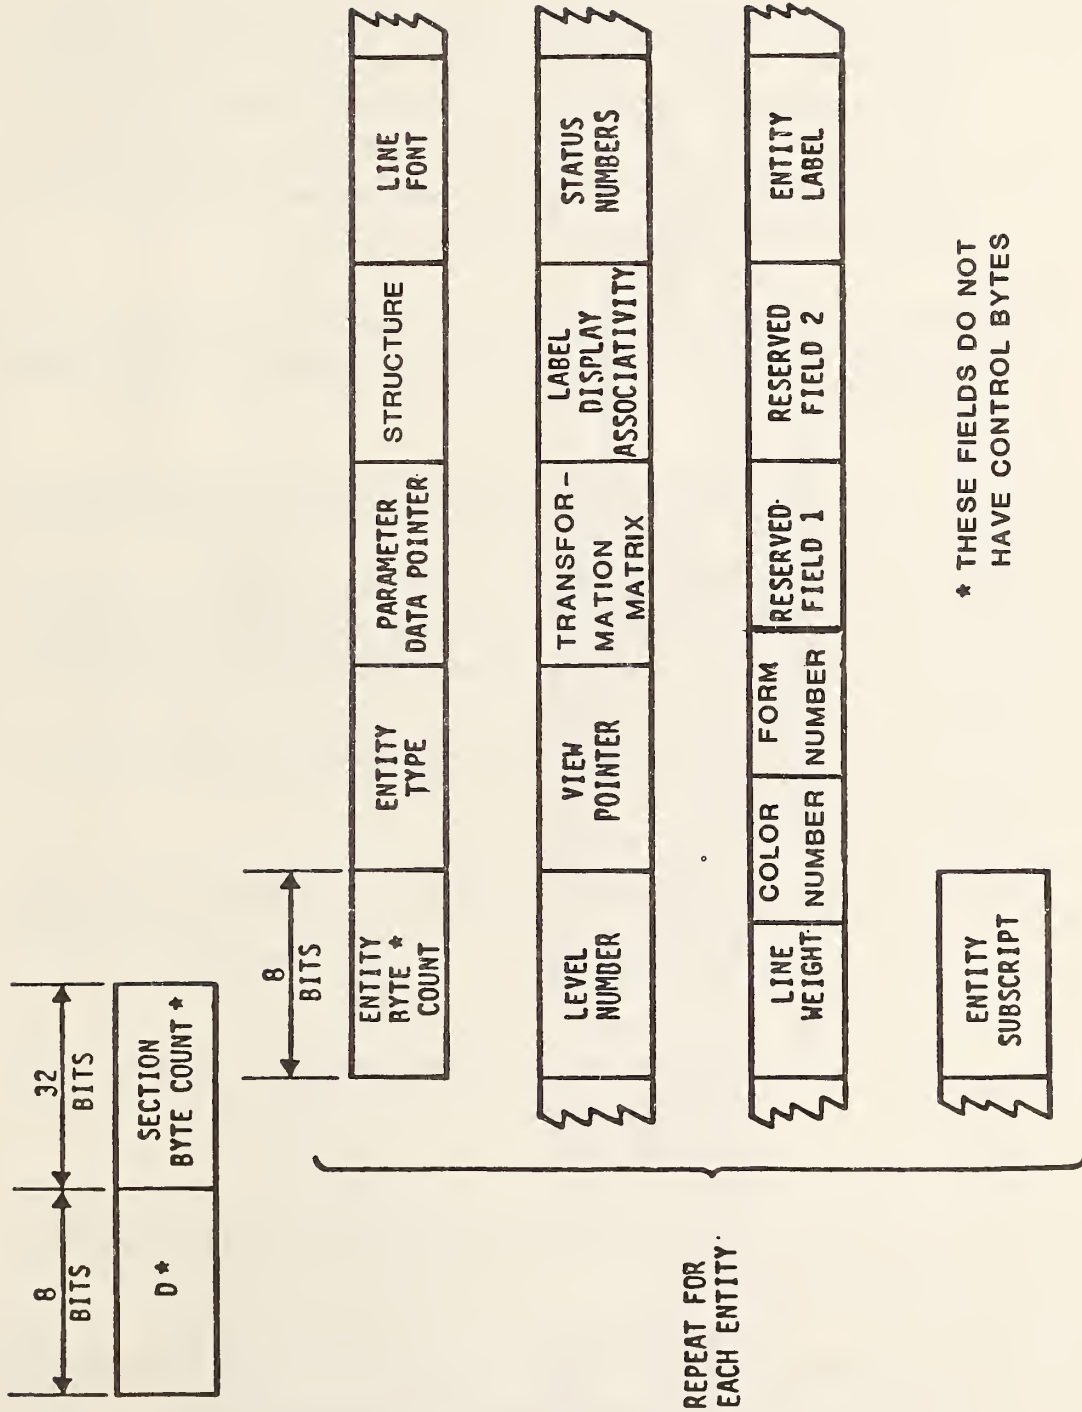 8
BITS
32
BITS
D*
SECTION
BYTE COUNT*
8
BITS
ENTITY
BYTE *
COUNT
ENTITY
TYPE
PARAMETER
DATA POINTER
STRUCTURE
LINE
FONT
LEVEL
NUMBER
VIEW
POINTER
TRANSFOR-
MATION
MATRIX
LABEL
DISPLAY
ASSOCIATIVITY
STATUS
NUMBERS
LINE
WEIGHT
COLOR
NUMBER
FORM
NUMBER
RESERVED
FIELD 1
RESERVED
FIELD 2
ENTITY
LABEL
ENTITY
SUBSCRIPT
REPEAT FOR
EACH ENTITY
* THESE FIELDS DO NOT
HAVE CONTROL BYTES